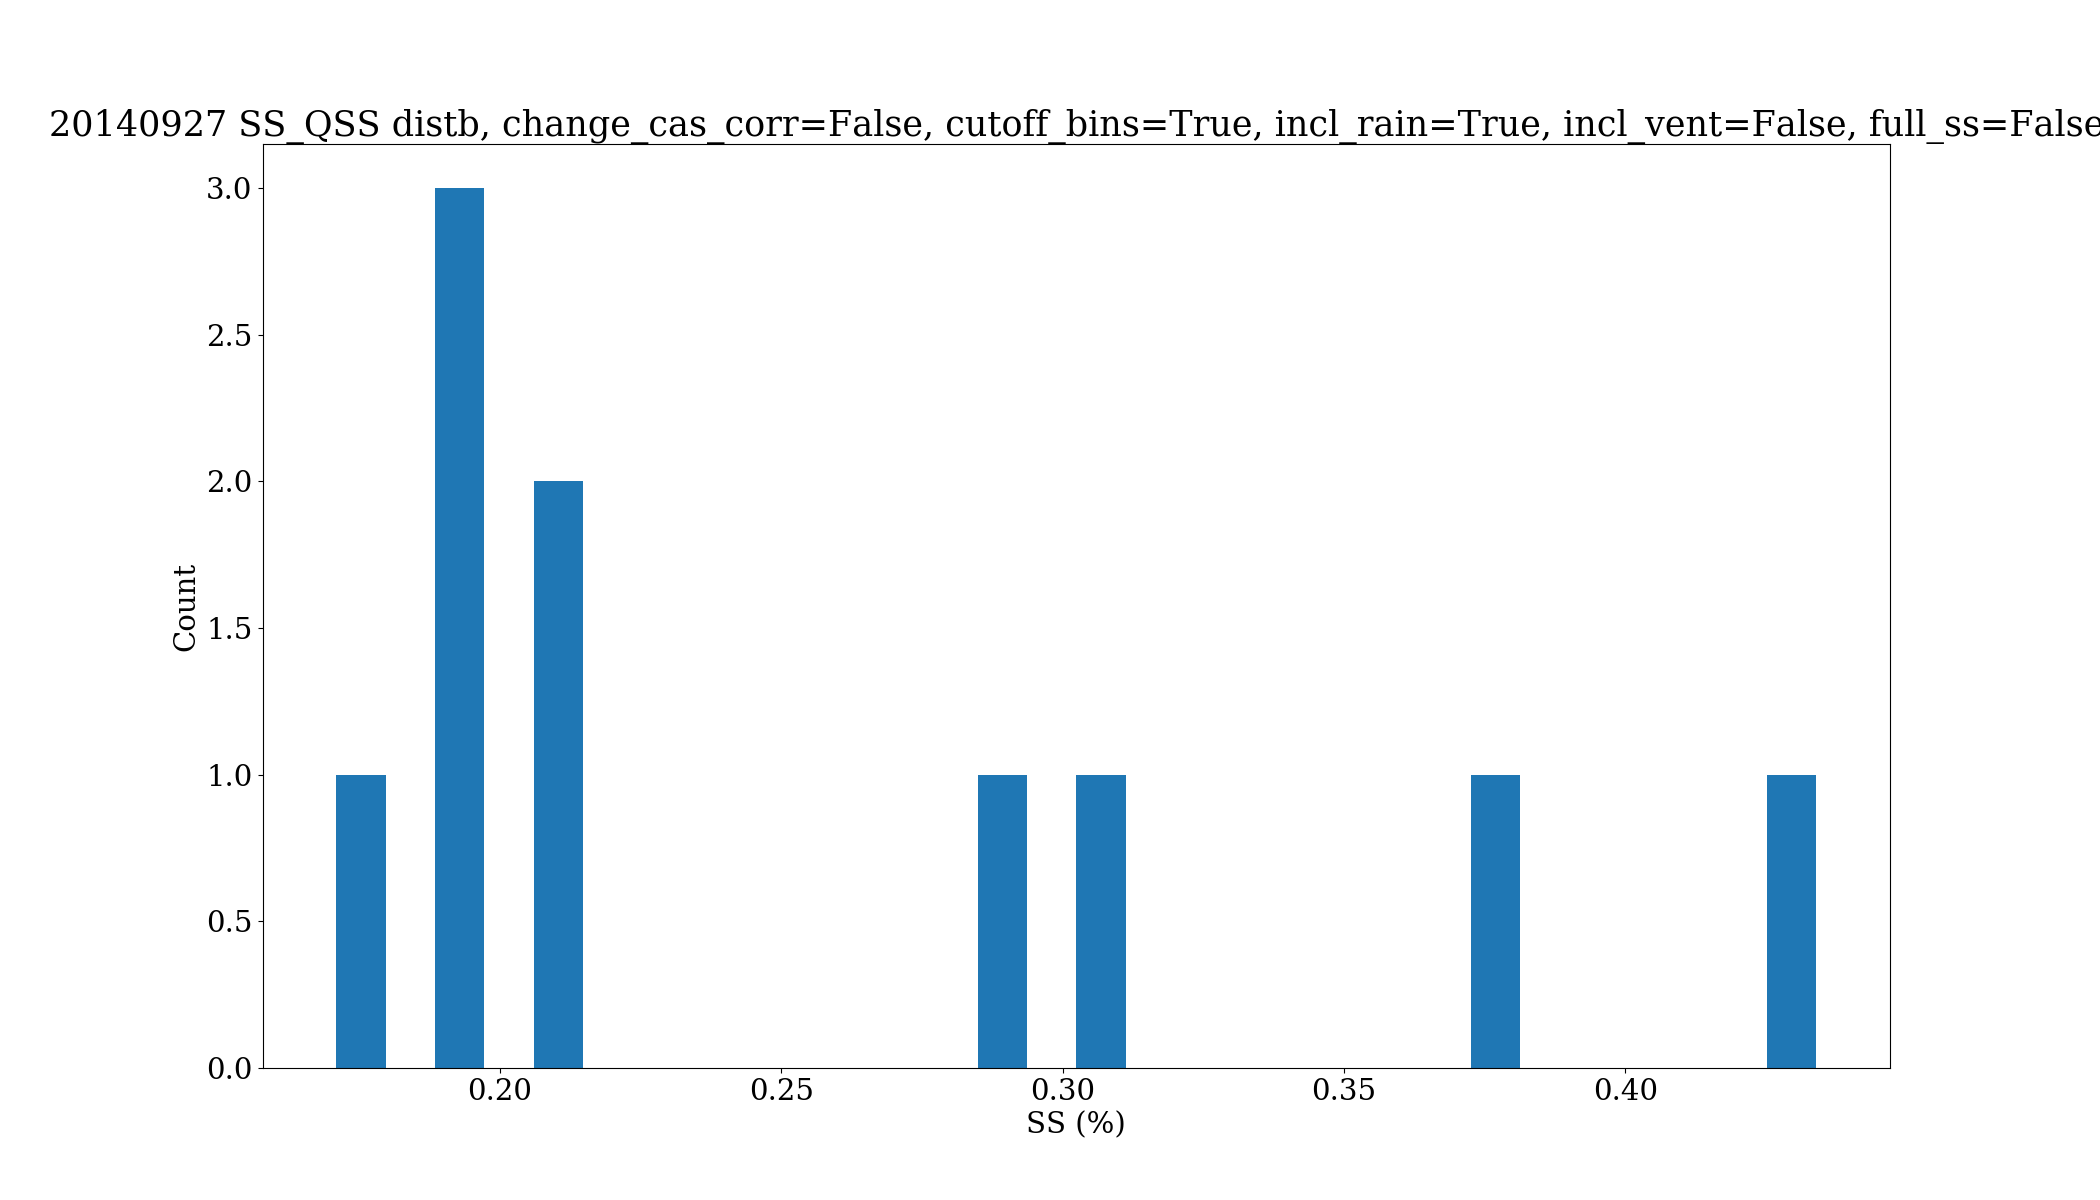 20140927 SS_QSS distb, change_cas_corr=False, cutoff_bins=True, incl_rain=True, incl_vent=False, full_ss=False
3.0
2.5
2.0
1.5
1.0
0.5
0.0
Count
0.20 0.25 0.30 0.35 0.40
SS (%)